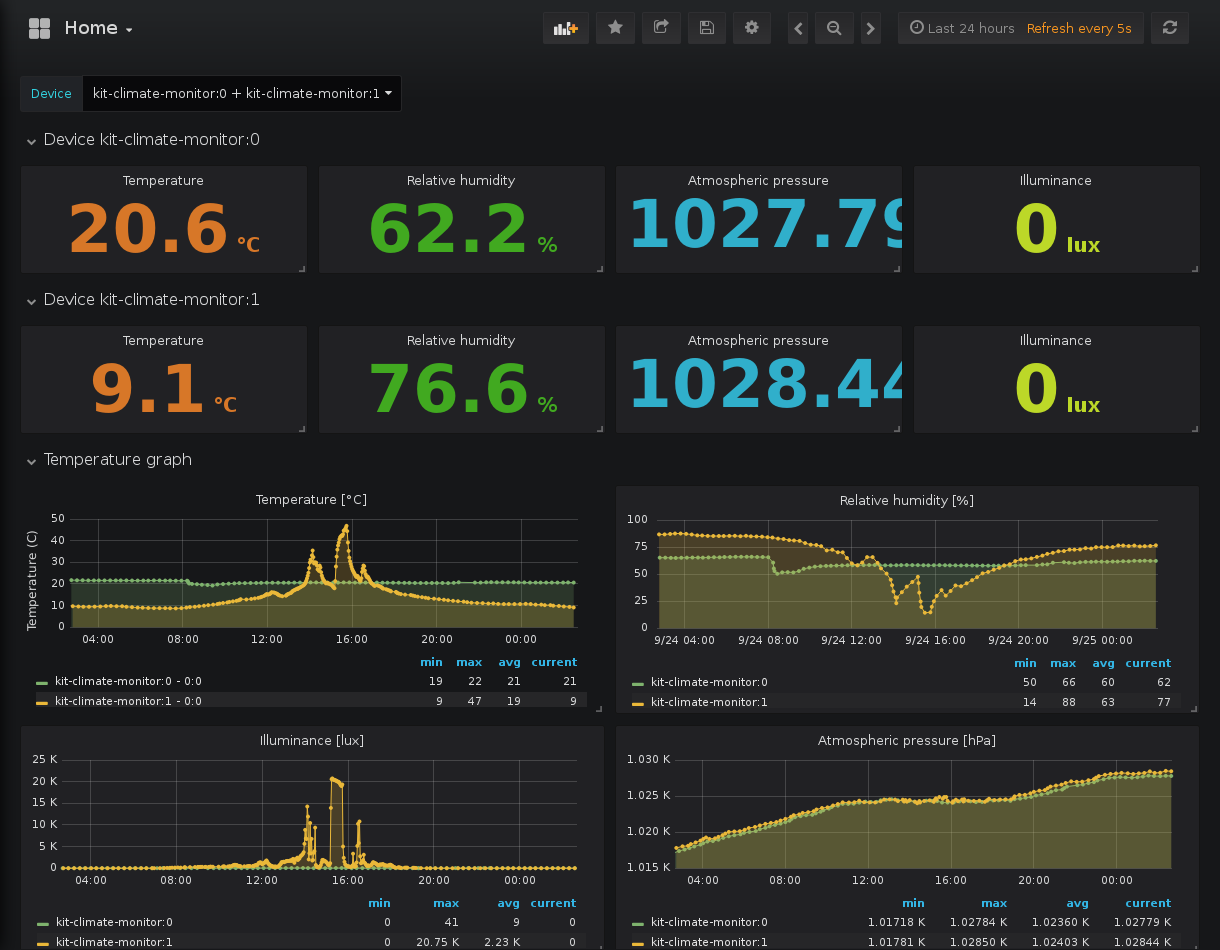 Home
Last 24 hours Refresh every 5s
Device kit-climate-monitor:0 + kit-climate-monitor:1
Device kit-climate-monitor:0
Temperature
20.6 °C
Relative humidity
62.2 %
Atmospheric pressure
1027.79
Illuminance
0 lux
Device kit-climate-monitor:1
Temperature
9.1 °C
Relative humidity
76.6 %
Atmospheric pressure
1028.44
Illuminance
0 lux
Temperature graph
Temperature [°C]
Temperature (C)
50
40
30
20
10
0
04:00 08:00 12:00 16:00 20:00 00:00
min max avg current
kit-climate-monitor:0 - 0:0 19 22 21 21
kit-climate-monitor:1 - 0:0 9 47 19 9
Relative humidity [%]
100
75
50
25
0
9/24 04:00 9/24 08:00 9/24 12:00 9/24 16:00 9/24 20:00 9/25 00:00
min max avg current
kit-climate-monitor:0 50 66 60 62
kit-climate-monitor:1 14 88 63 77
Illuminance [lux]
25 K
20 K
15 K
10 K
5 K
0
04:00 08:00 12:00 16:00 20:00 00:00
min max avg current
kit-climate-monitor:0 0 41 9 0
kit-climate-monitor:1 0 20.75 K 2.23 K 0
Atmospheric pressure [hPa]
1.030 K
1.025 K
1.020 K
1.015 K
04:00 08:00 12:00 16:00 20:00 00:00
min max avg current
kit-climate-monitor:0 1.01718 K 1.02784 K 1.02360 K 1.02779 K
kit-climate-monitor:1 1.01781 K 1.02850 K 1.02403 K 1.02844 K